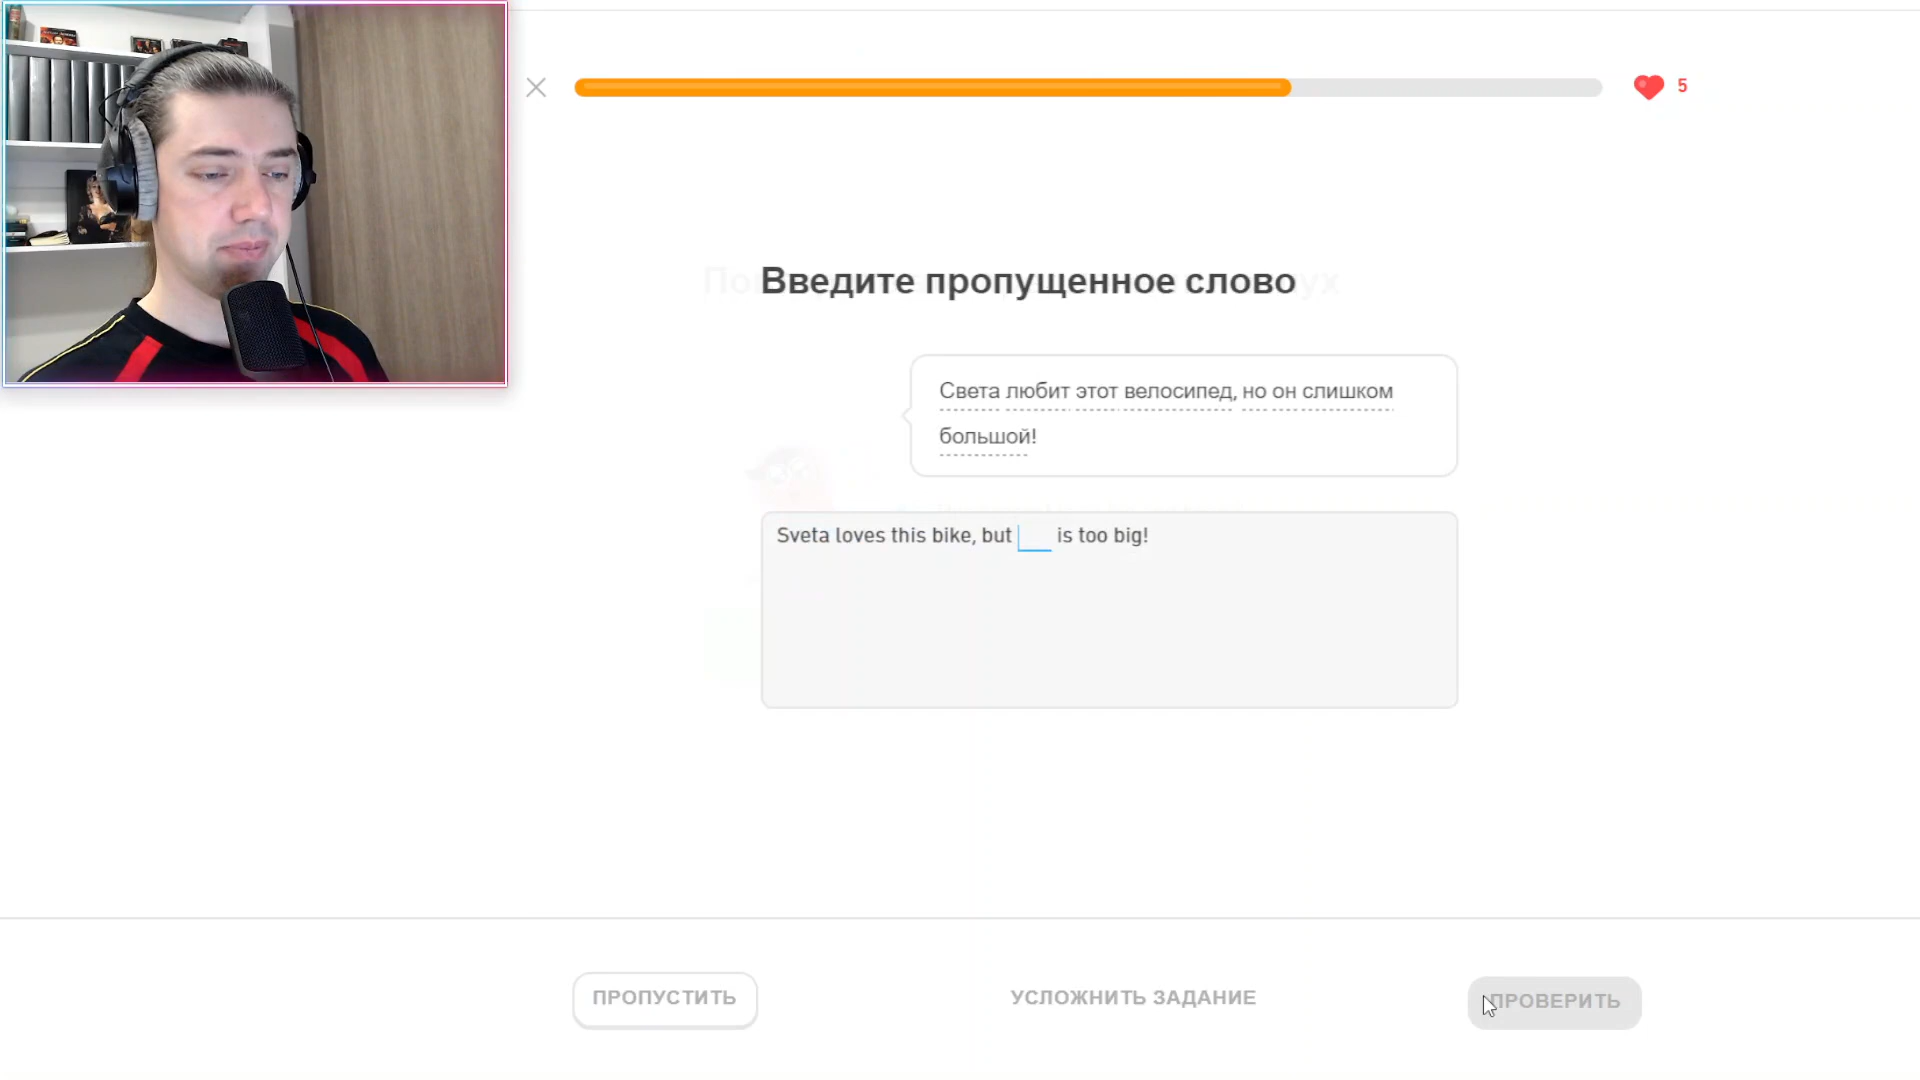 5
Введите пропущенное слово
Света любит этот велосипед, но он слишком
большой!
Sveta loves this bike, but ___ is too big!
ПРОПУСТИТЬ
УСЛОЖНИТЬ ЗАДАНИЕ
ПРОВЕРИТЬ